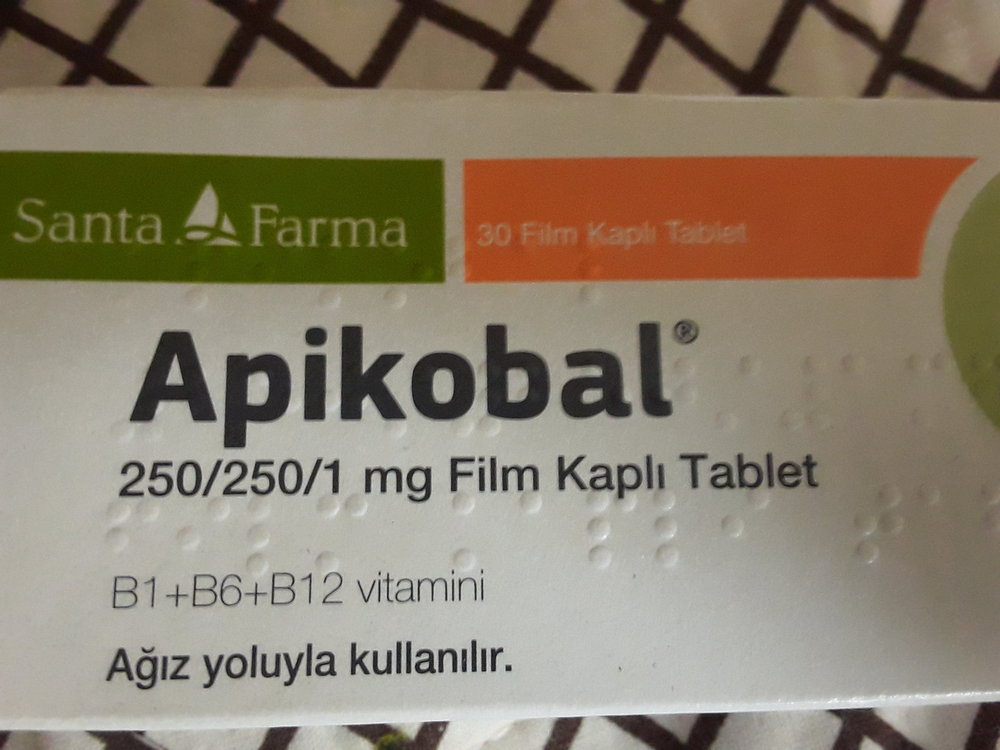 Santa Farma
30 Film Kaplı Tablet
Apikobal®
250/250/1 mg Film Kaplı Tablet
B1+B6+B12 vitamini
Ağız yoluyla kullanılır.